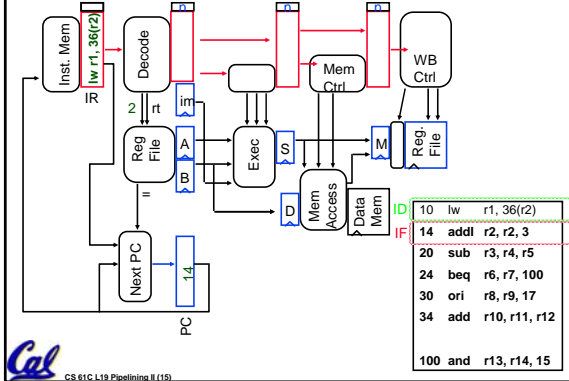 n n n
Inst. Mem
lw r1, 36(r2)
IR
Decode
Mem
Ctrl
WB
Ctrl
2 rt
im
Reg
File
A
B
Exec
S
M
Reg.
File
=
D
Mem
Access
Data
Mem
Next PC
14
PC
ID 10 lw r1, 36(r2)
IF 14 addI r2, r2, 3
20 sub r3, r4, r5
24 beq r6, r7, 100
30 ori r8, r9, 17
34 add r10, r11, r12
100 and r13, r14, 15
Cal
CS 61C L19 Pipelining II (15)